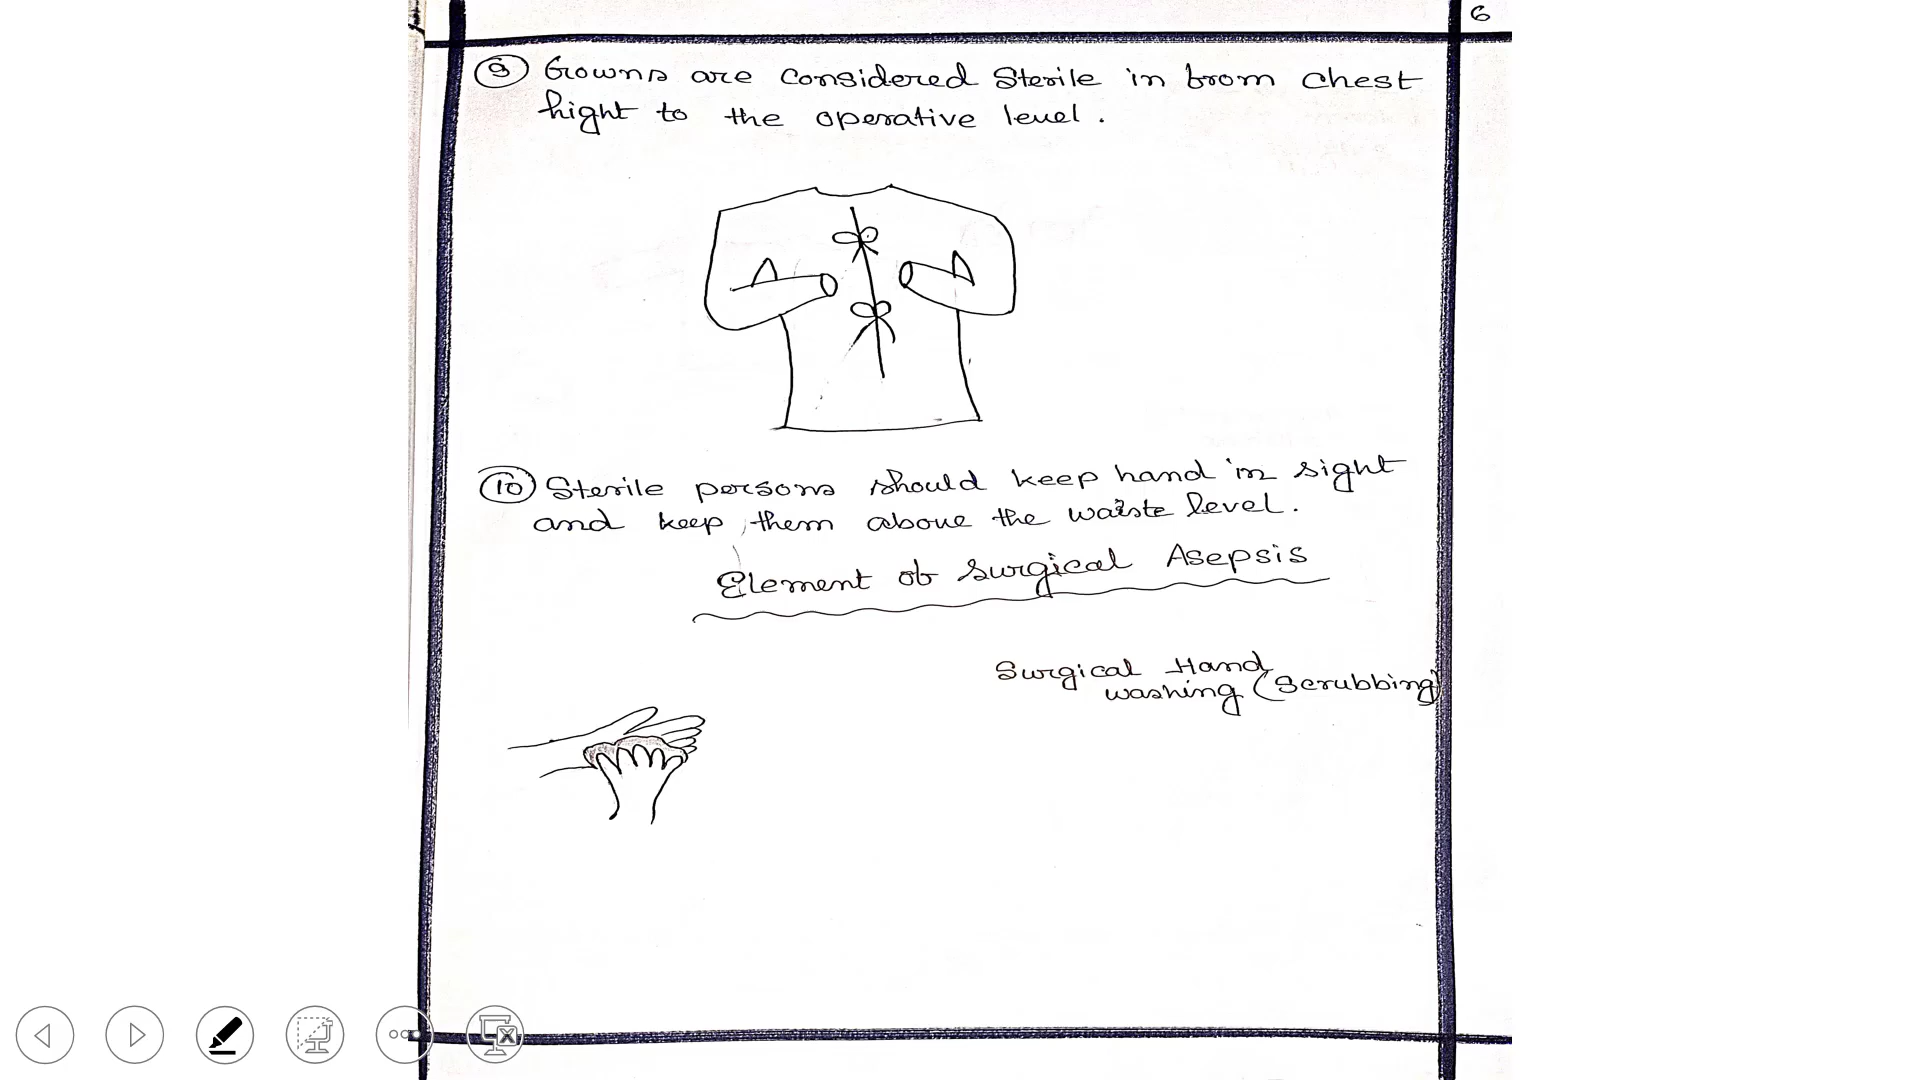 6
9 Gowns are considered Sterile in from chest
hight to the operative level.
10 Sterile persons should keep hand in sight
and keep them above the waiste level.
Element of Surgical Asepsis
Surgical Hand
washing (Scrubbing)